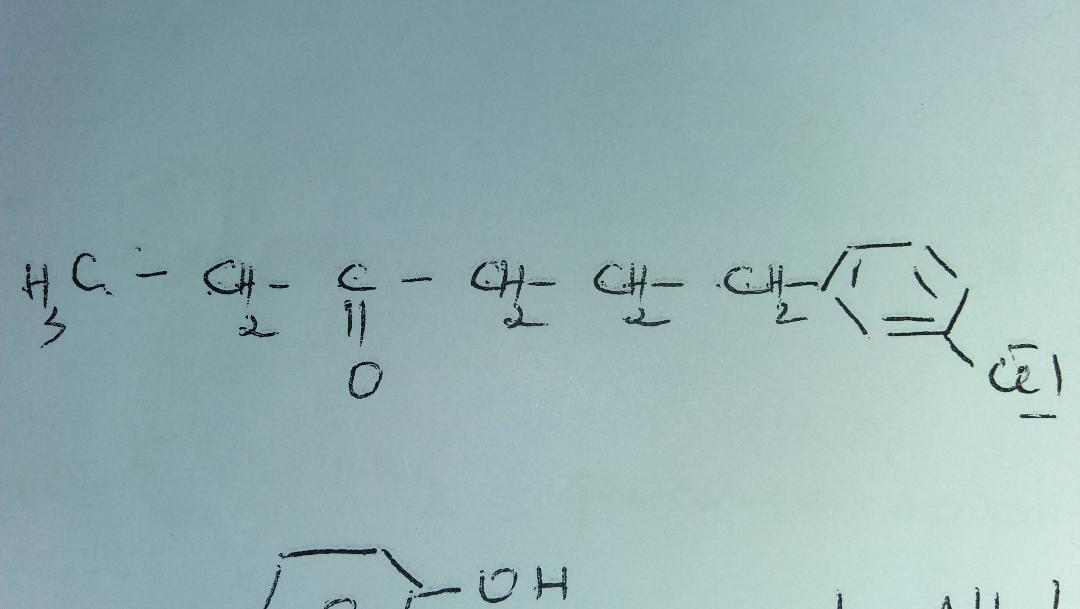 H₃C - CH₂ - C - CH₂ - CH₂ - CH₂ -
O
Cl
OH